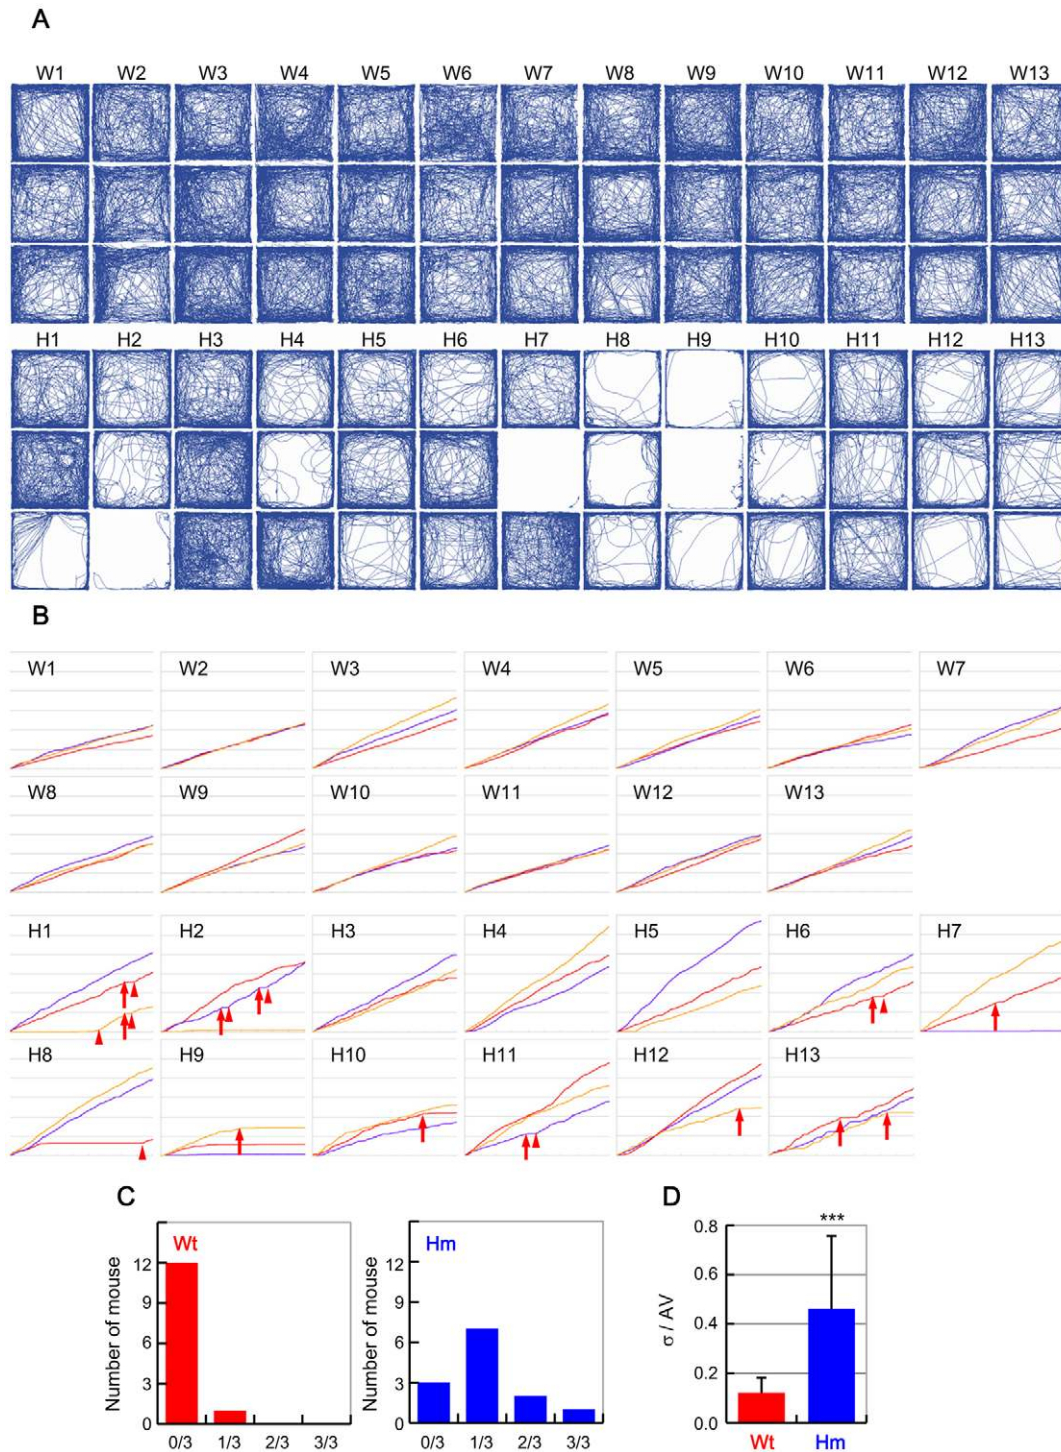 A
W1 W2 W3 W4 W5 W6 W7 W8 W9 W10 W11 W12 W13
H1 H2 H3 H4 H5 H6 H7 H8 H9 H10 H11 H12 H13
B
W1 W2 W3 W4 W5 W6 W7
W8 W9 W10 W11 W12 W13
H1 H2 H3 H4 H5 H6 H7
H8 H9 H10 H11 H12 H13
C
Number of mouse
12
9
6
3
0
Wt
0/3 1/3 2/3 3/3
Number of mouse
12
9
6
3
0
Hm
0/3 1/3 2/3 3/3
D
σ / AV
0.8
0.6
0.4
0.2
0.0
***
Wt Hm